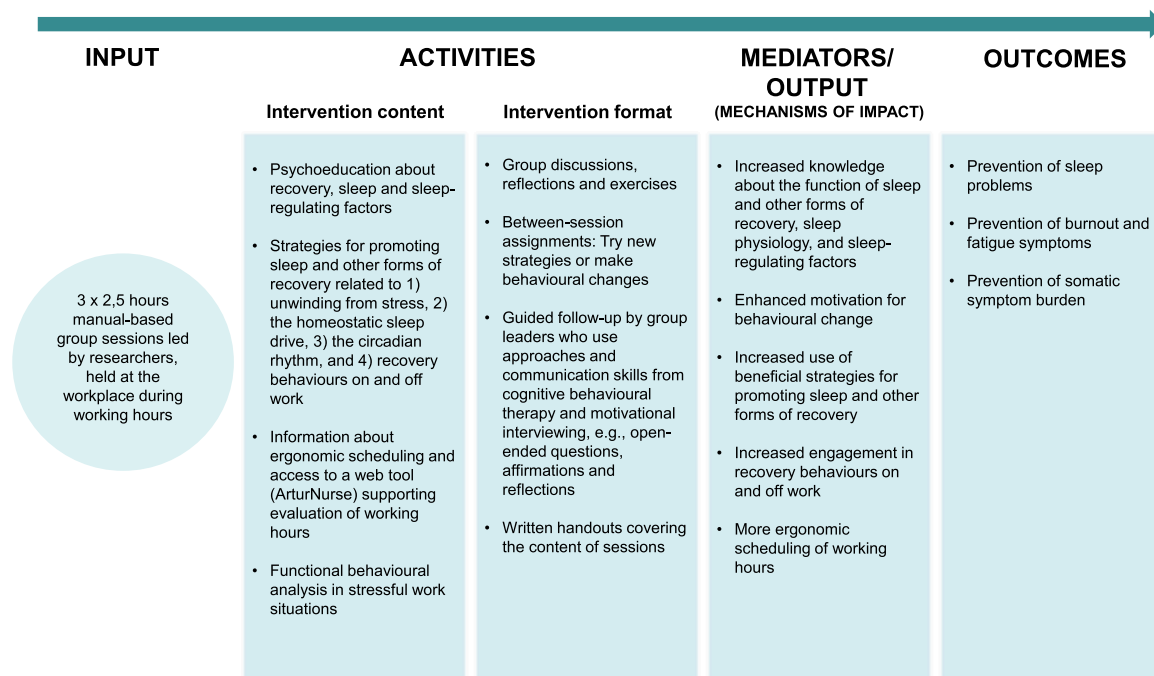 INPUT
ACTIVITIES
MEDIATORS/
OUTPUT
(MECHANISMS OF IMPACT)
OUTCOMES
Intervention content
Intervention format
3 x 2,5 hours
manual-based
group sessions led
by researchers,
held at the
workplace during
working hours
• Psychoeducation about
recovery, sleep and sleep-
regulating factors
• Strategies for promoting
sleep and other forms of
recovery related to 1)
unwinding from stress, 2)
the homeostatic sleep
drive, 3) the circadian
rhythm, and 4) recovery
behaviours on and off
work
• Information about
ergonomic scheduling and
access to a web tool
(ArturNurse) supporting
evaluation of working
hours
• Functional behavioural
analysis in stressful work
situations
• Group discussions,
reflections and exercises
• Between-session
assignments: Try new
strategies or make
behavioural changes
• Guided follow-up by group
leaders who use
approaches and
communication skills from
cognitive behavioural
therapy and motivational
interviewing, e.g., open-
ended questions,
affirmations and
reflections
• Written handouts covering
the content of sessions
• Increased knowledge
about the function of sleep
and other forms of
recovery, sleep
physiology, and sleep-
regulating factors
• Enhanced motivation for
behavioural change
• Increased use of
beneficial strategies for
promoting sleep and other
forms of recovery
• Increased engagement in
recovery behaviours on
and off work
• More ergonomic
scheduling of working
hours
• Prevention of sleep
problems
• Prevention of burnout and
fatigue symptoms
• Prevention of somatic
symptom burden